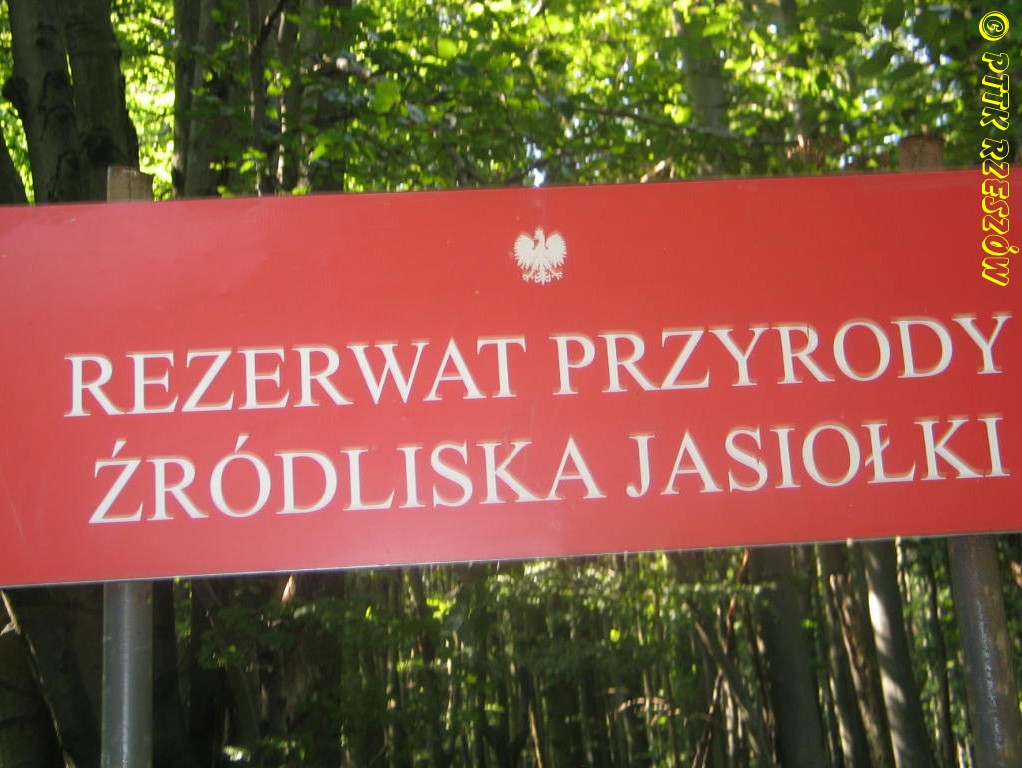 REZERWAT PRZYRODY
ŹRÓDLISKA JASIOŁKI
© PTTK RZESZÓW